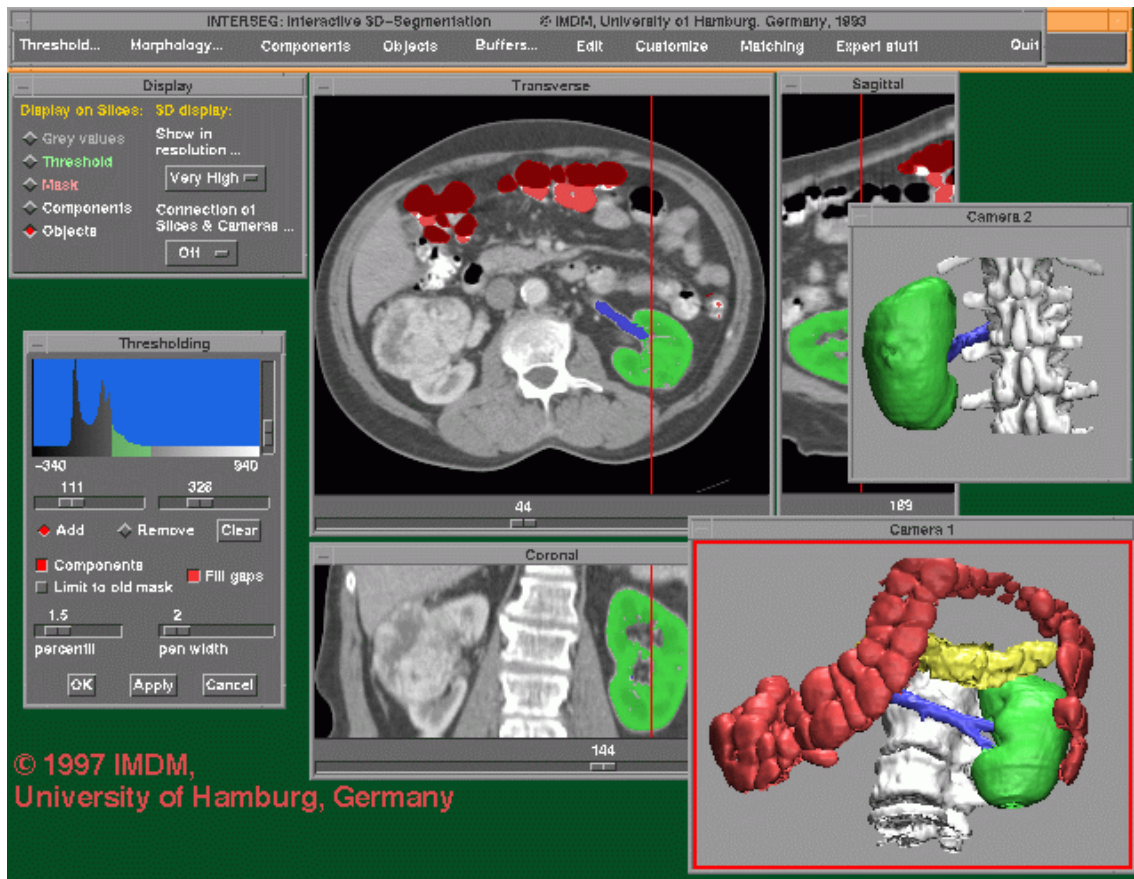 INTERSEG: Interactive 3D-Segmentation © IMDM, University of Hamburg, Germany, 1993
Threshold... Morphology... Components Objects Buffers... Edit Customize Matching Expert stuff Quit
Display
Display on Slices: 3D display:
Grey values
Threshold
Mask
Components
Objects
Show in
resolution ...
Very High
Connection of
Slices & Cameras ...
Off
Transverse
44
Sagittal
189
Camera 2
Thresholding
-340 940
111 326
Add Remove Clear
Components
Limit to old mask
Fill gaps
1.5 2
percentill pen width
OK Apply Cancel
Coronal
144
Camera 1
© 1997 IMDM,
University of Hamburg, Germany